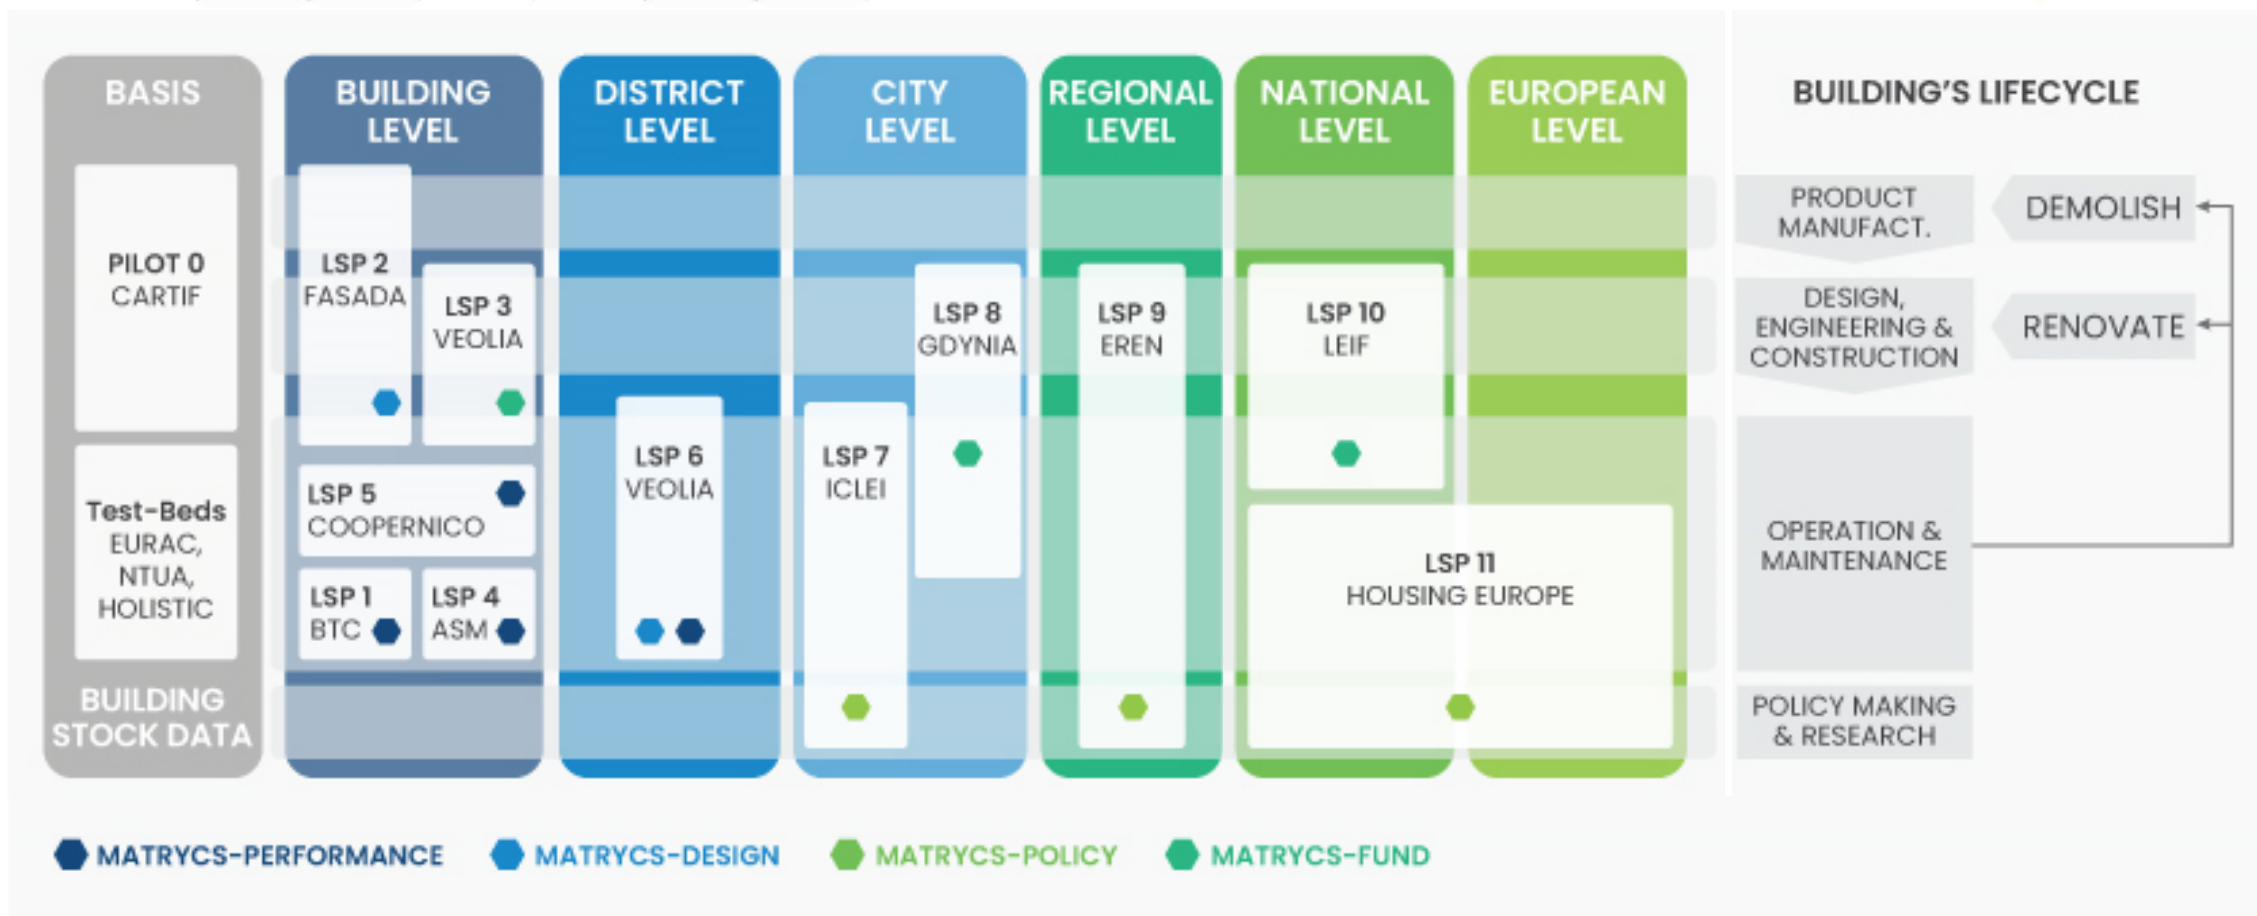 BASIS
PILOT 0
CARTIF
Test-Beds
EURAC,
NTUA,
HOLISTIC
BUILDING
STOCK DATA
BUILDING
LEVEL
LSP 2
FASADA
LSP 3
VEOLIA
LSP 5
COOPERNICO
LSP 1
BTC
LSP 4
ASM
DISTRICT
LEVEL
LSP 6
VEOLIA
CITY
LEVEL
LSP 7
ICLEI
LSP 8
GDYNIA
REGIONAL
LEVEL
LSP 9
EREN
NATIONAL
LEVEL
LSP 10
LEIF
EUROPEAN
LEVEL
LSP 11
HOUSING EUROPE
BUILDING'S LIFECYCLE
PRODUCT
MANUFACT.
DEMOLISH
DESIGN,
ENGINEERING &
CONSTRUCTION
RENOVATE
OPERATION &
MAINTENANCE
POLICY MAKING
& RESEARCH
MATRYCS-PERFORMANCE
MATRYCS-DESIGN
MATRYCS-POLICY
MATRYCS-FUND